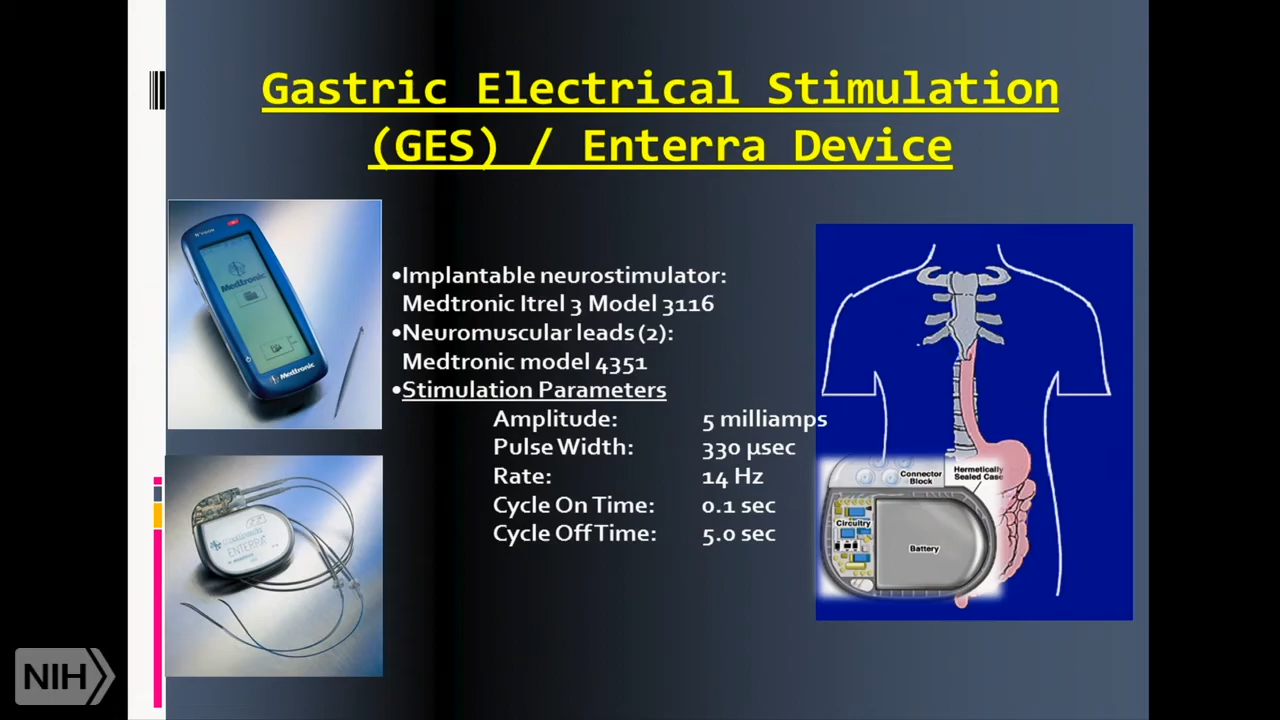 Gastric Electrical Stimulation
(GES) / Enterra Device
Medtronic
Medtronic
ENTERRA
•Implantable neurostimulator:
Medtronic Itrel 3 Model 3116
•Neuromuscular leads (2):
Medtronic model 4351
•Stimulation Parameters
Amplitude: 5 milliamps
Pulse Width: 330 µsec
Rate: 14 Hz
Cycle On Time: 0.1 sec
Cycle Off Time: 5.0 sec
Connector
Block
Hermetically
Sealed Case
Circuitry
Battery
NIH